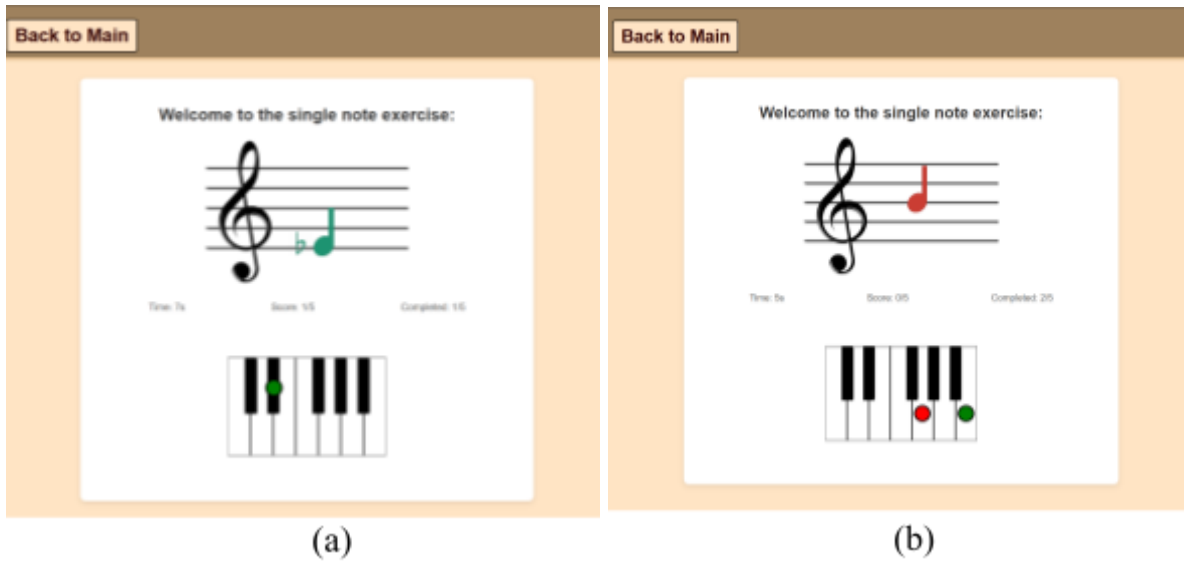 Back to Main
Welcome to the single note exercise:
Time: 7s Score: 1/5 Completed: 1/5
(a)
Back to Main
Welcome to the single note exercise:
Time: 5s Score: 0/5 Completed: 2/5
(b)